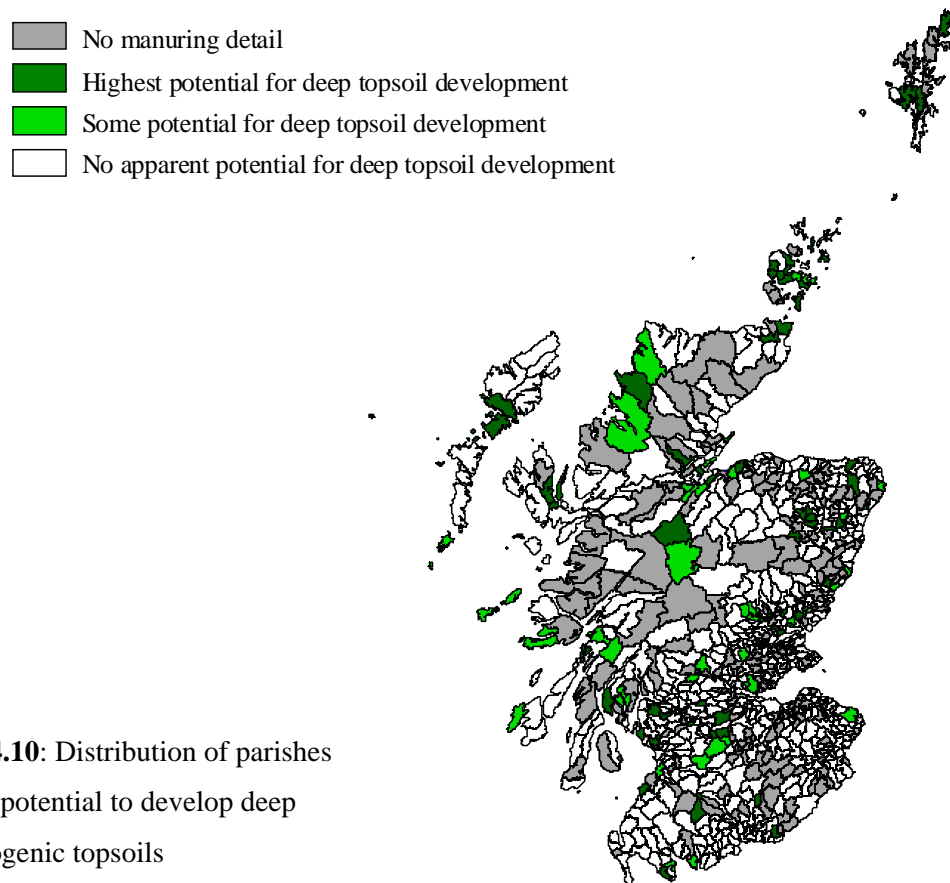 No manuring detail
Highest potential for deep topsoil development
Some potential for deep topsoil development
No apparent potential for deep topsoil development
.10: Distribution of parishes
potential to develop deep
topsoils